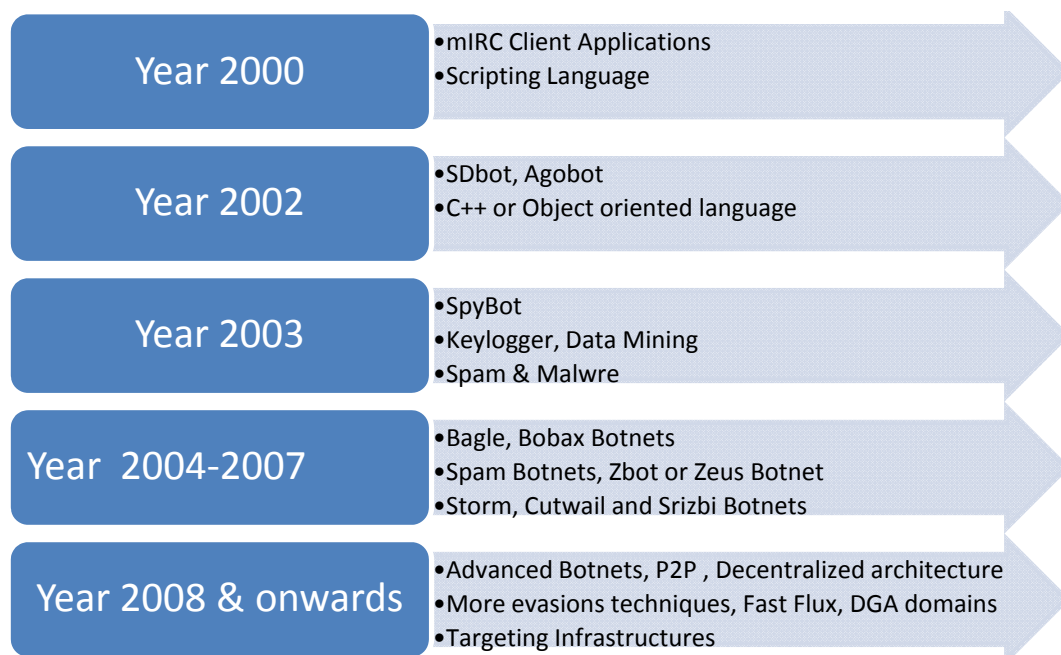 Year 2000
•mIRC Client Applications
•Scripting Language
Year 2002
•SDbot, Agobot
•C++ or Object oriented language
Year 2003
•SpyBot
•Keylogger, Data Mining
•Spam & Malwre
Year 2004-2007
•Bagle, Bobax Botnets
•Spam Botnets, Zbot or Zeus Botnet
•Storm, Cutwail and Srizbi Botnets
Year 2008 & onwards
•Advanced Botnets, P2P , Decentralized architecture
•More evasions techniques, Fast Flux, DGA domains
•Targeting Infrastructures